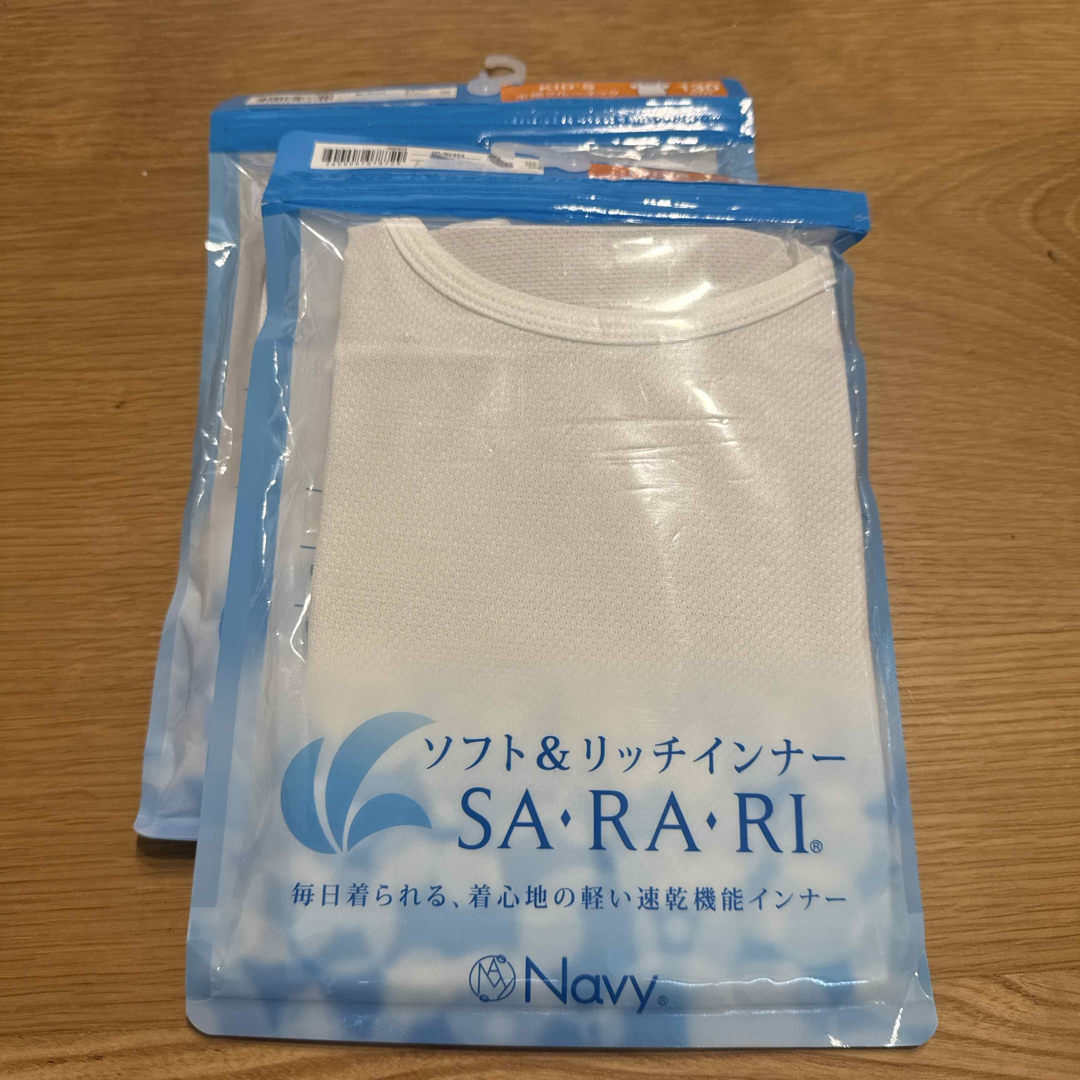 KID'S
130
ソフト&リッチインナー
SA・RA・RI®
毎日着られる、着心地の軽い速乾機能インナー
Navy®